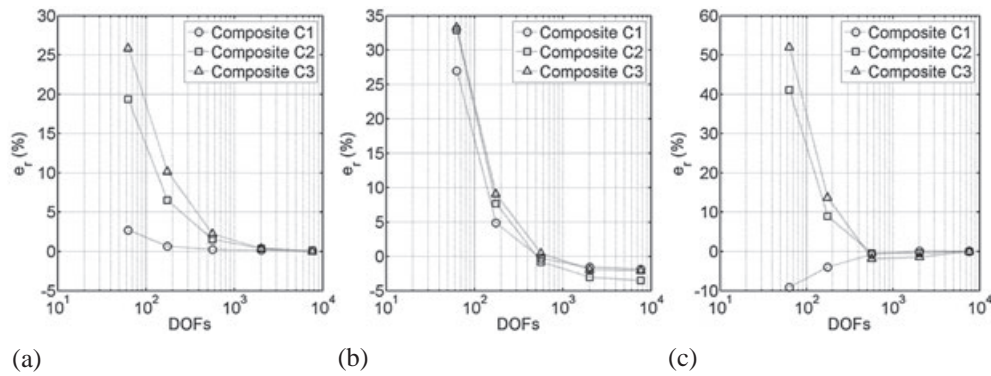 30
25
20
15
10
5
0
-5
e_r (%)
10^1 10^2 10^3 10^4
DOFs
Composite C1
Composite C2
Composite C3
(a)
35
30
25
20
15
10
5
0
-5
e_r (%)
10^1 10^2 10^3 10^4
DOFs
Composite C1
Composite C2
Composite C3
(b)
60
50
40
30
20
10
0
-10
e_r (%)
10^1 10^2 10^3 10^4
DOFs
Composite C1
Composite C2
Composite C3
(c)